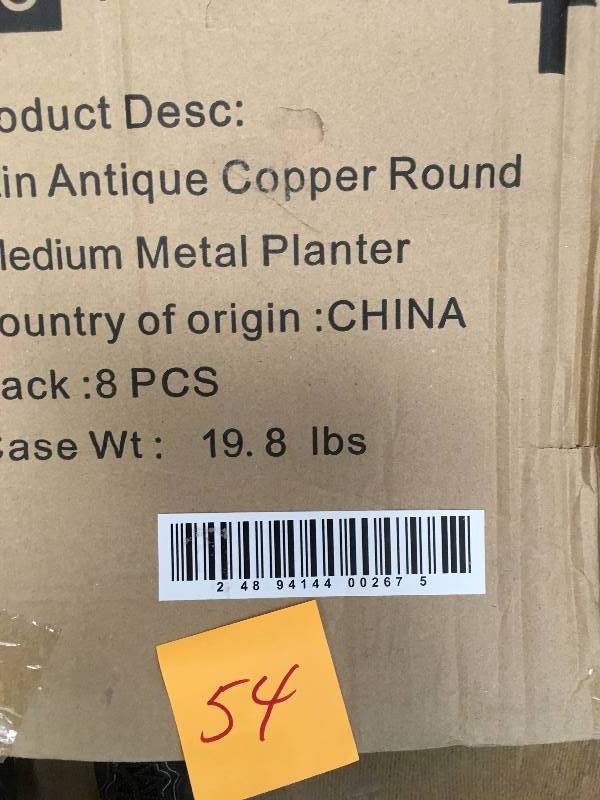 oduct Desc:
in Antique Copper Round
edium Metal Planter
ountry of origin :CHINA
ack :8 PCS
ase Wt : 19.8 lbs
2 48 94144 00267 5
54